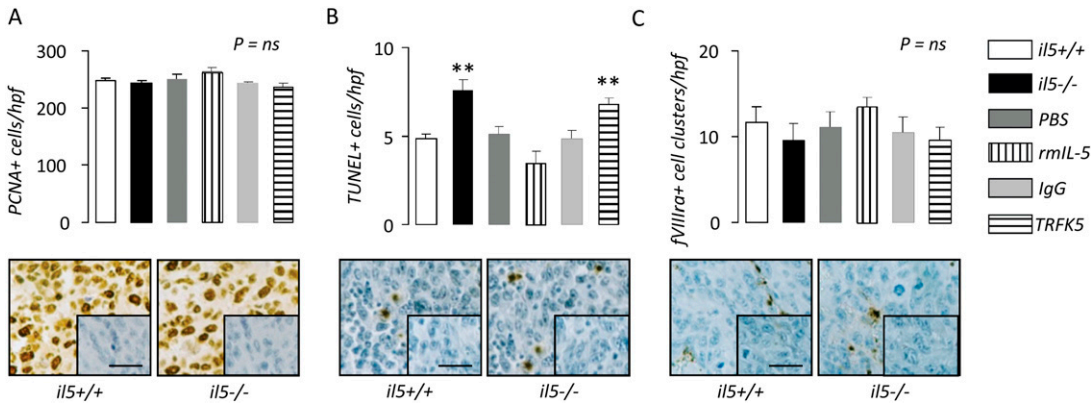 A
PCNA+ cells/hpf
300
200
100
0
P = ns
il5+/+
il5-/-
B
TUNEL+ cells/hpf
10
5
0
**
**
il5+/+
il5-/-
C
fVIIIra+ cell clusters/hpf
30
20
10
0
P = ns
il5+/+
il5-/-
il5+/+
il5-/-
PBS
rmIL-5
IgG
TRFK5